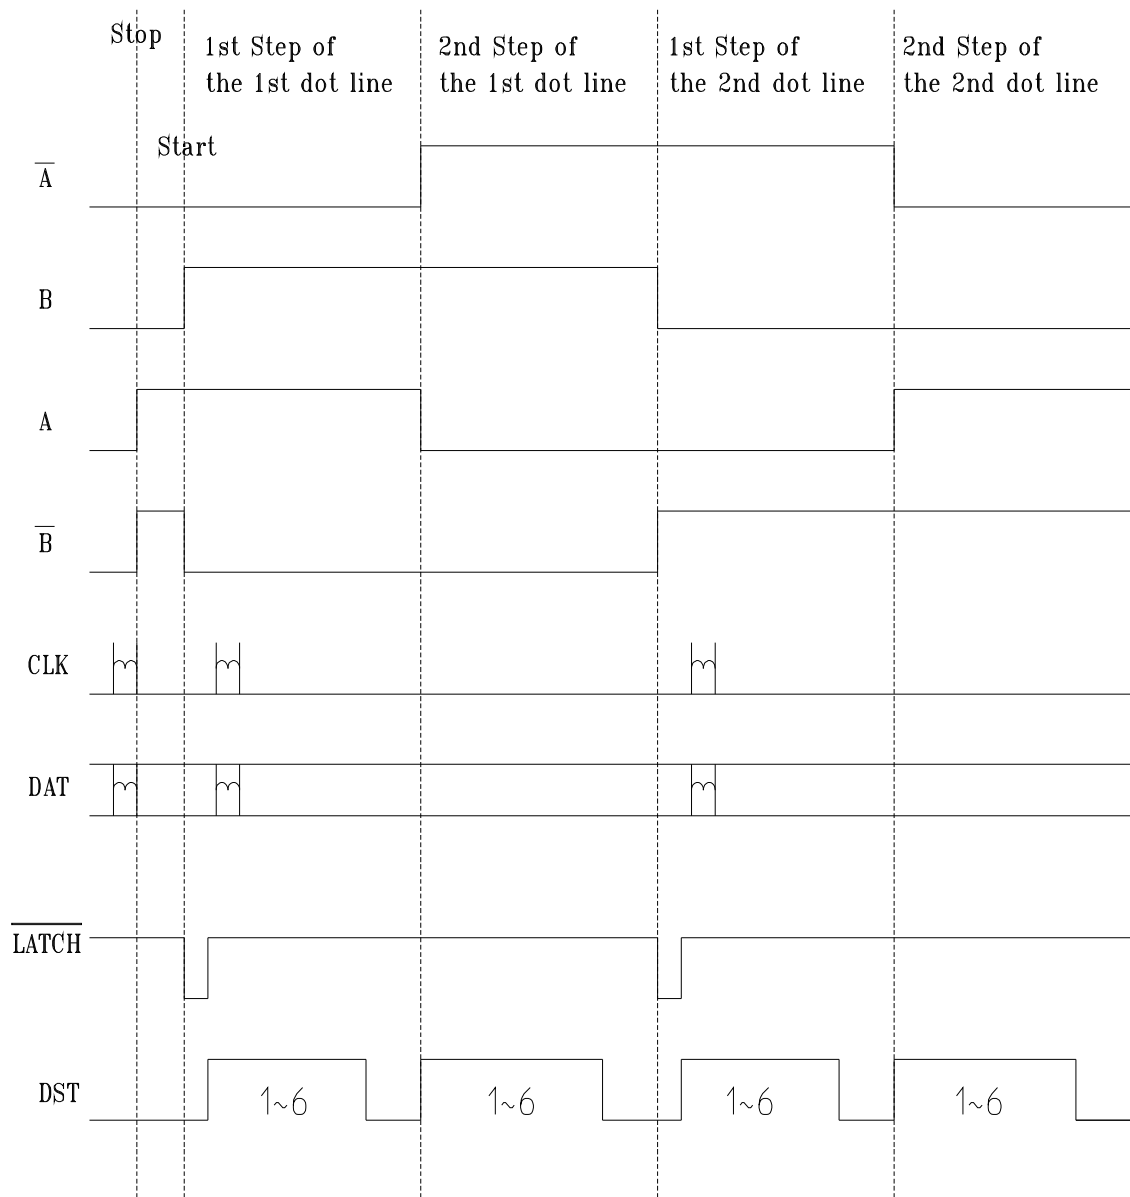 Stop
1st Step of
the 1st dot line
2nd Step of
the 1st dot line
1st Step of
the 2nd dot line
2nd Step of
the 2nd dot line
Start
A̅
B
A
B̅
CLK
DAT
L̅A̅T̅C̅H̅
DST
1~6
1~6
1~6
1~6